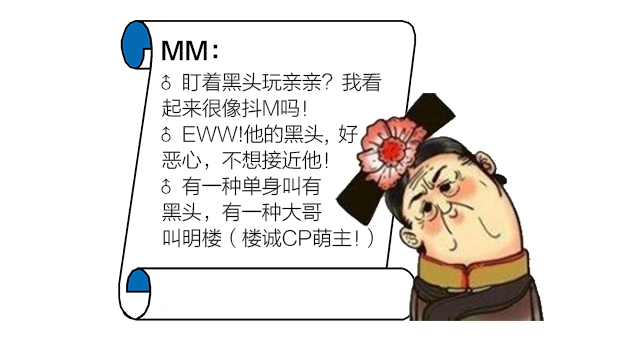 MM：
♂ 盯着黑头玩亲亲？我看
起来很像抖M吗！
♂ EWW!他的黑头，好
恶心，不想接近他！
♂ 有一种单身叫有
黑头，有一种大哥
叫明楼（楼诚CP萌主！）